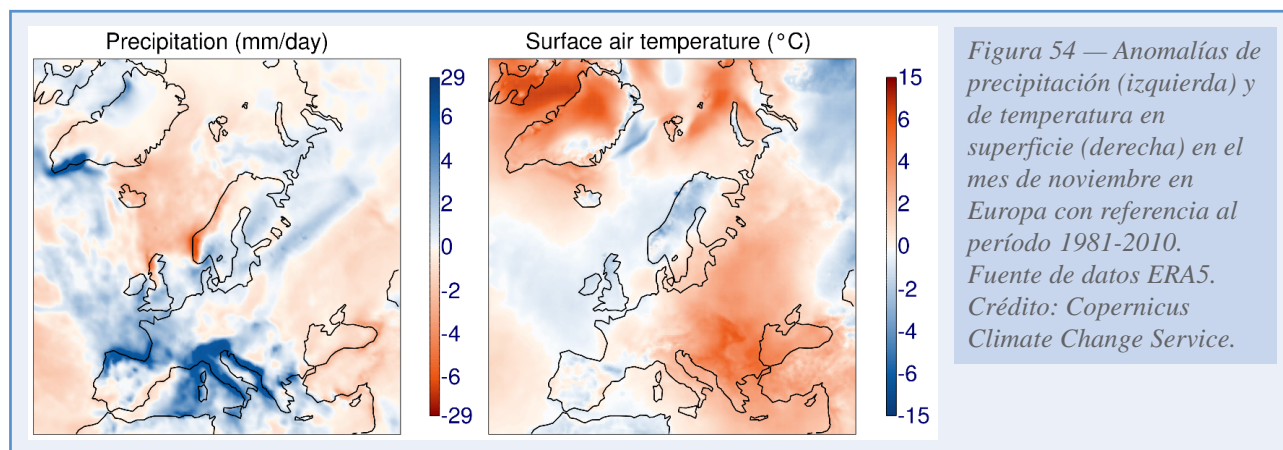 Precipitation (mm/day)
29
6
4
2
0
-2
-4
-6
-29
Surface air temperature (°C)
15
6
4
2
0
-2
-4
-6
-15
Figura 54 — Anomalías de
precipitación (izquierda) y
de temperatura en
superficie (derecha) en el
mes de noviembre en
Europa con referencia al
período 1981-2010.
Fuente de datos ERA5.
Crédito: Copernicus
Climate Change Service.